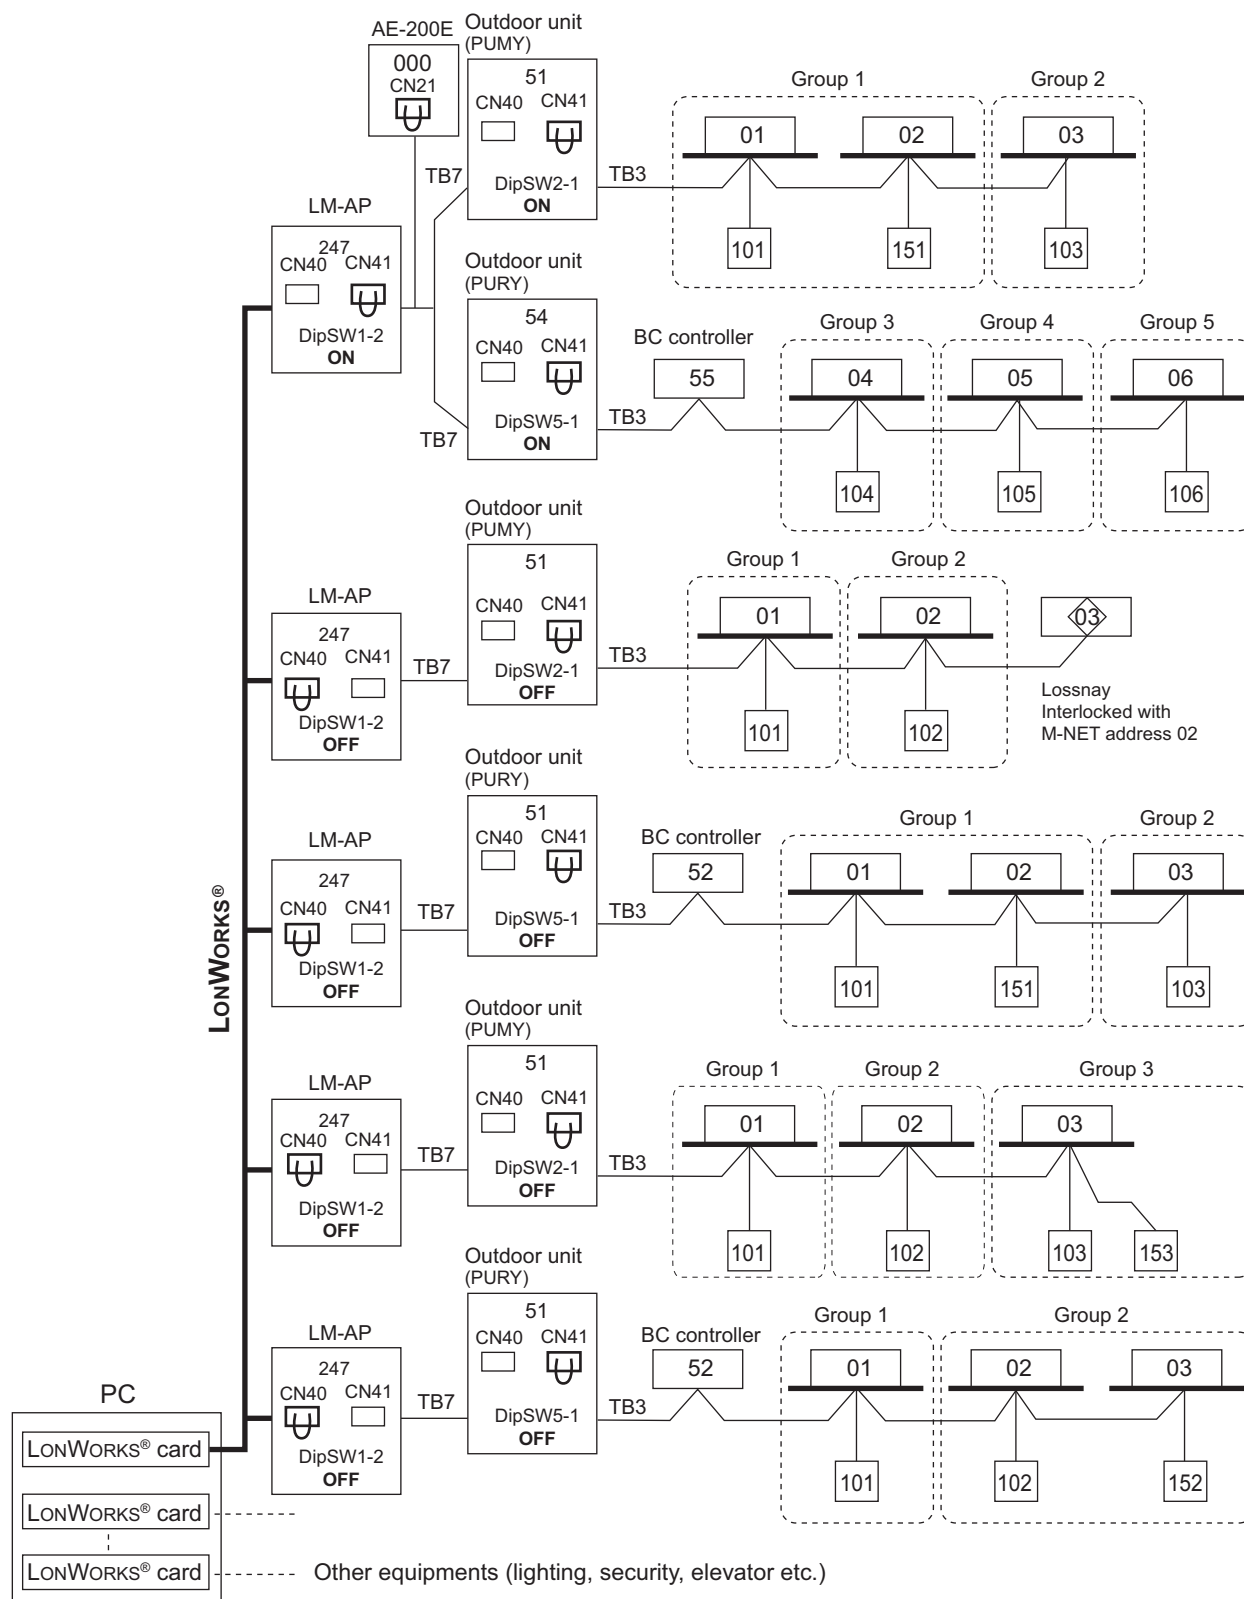 AE-200E
000
CN21
Outdoor unit
(PUMY)
51
CN40 CN41
DipSW2-1
ON
TB7
TB3
Group 1
Group 2
01
02
03
101
151
103
LM-AP
247
CN40 CN41
DipSW1-2
ON
Outdoor unit
(PURY)
54
CN40 CN41
DipSW5-1
ON
TB7
TB3
BC controller
55
Group 3
Group 4
Group 5
04
05
06
104
105
106
LM-AP
247
CN40 CN41
DipSW1-2
OFF
TB7
Outdoor unit
(PUMY)
51
CN40 CN41
DipSW2-1
OFF
TB3
Group 1
Group 2
01
02
03
101
102
Lossnay
Interlocked with
M-NET address 02
LM-AP
247
CN40 CN41
DipSW1-2
OFF
TB7
Outdoor unit
(PURY)
51
CN40 CN41
DipSW5-1
OFF
TB3
BC controller
52
Group 1
Group 2
01
02
03
101
151
103
LONWORKS®
LM-AP
247
CN40 CN41
DipSW1-2
OFF
TB7
Outdoor unit
(PUMY)
51
CN40 CN41
DipSW2-1
OFF
TB3
Group 1
Group 2
Group 3
01
02
03
101
102
103
153
LM-AP
247
CN40 CN41
DipSW1-2
OFF
TB7
Outdoor unit
(PURY)
51
CN40 CN41
DipSW5-1
OFF
TB3
BC controller
52
Group 1
Group 2
01
02
03
101
102
152
PC
LONWORKS® card
LONWORKS® card
LONWORKS® card
Other equipments (lighting, security, elevator etc.)